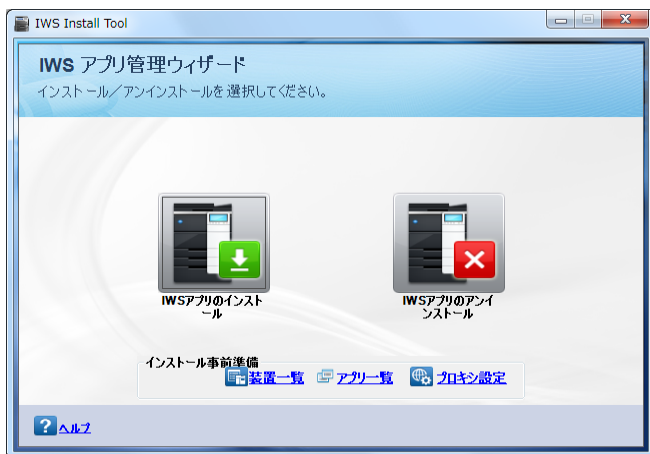 IWS Install Tool
IWS アプリ管理ウィザード
インストール／アンインストールを選択してください。
IWSアプリのインスト
ール
IWSアプリのアンイ
ンストール
インストール事前準備
装置一覧 アプリ一覧 プロキシ設定
? ヘルプ